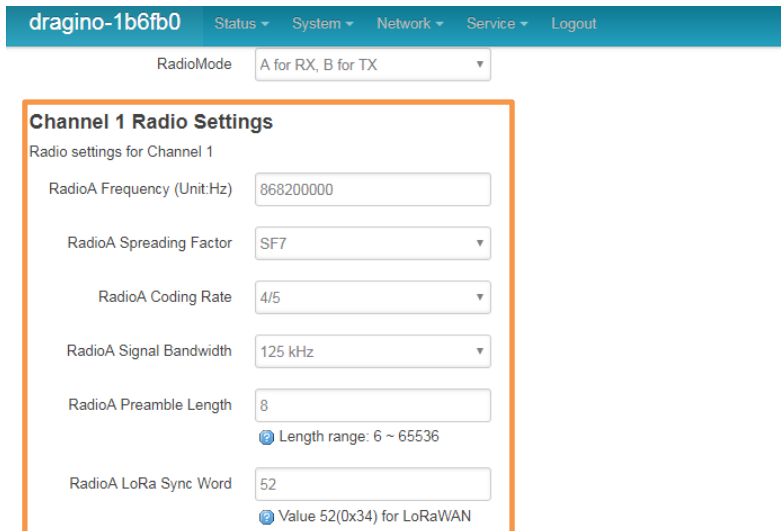 dragino-1b6fb0 Status System Network Service Logout
RadioMode A for RX, B for TX
Channel 1 Radio Settings
Radio settings for Channel 1
RadioA Frequency (Unit:Hz) 868200000
RadioA Spreading Factor SF7
RadioA Coding Rate 4/5
RadioA Signal Bandwidth 125 kHz
RadioA Preamble Length 8
Length range: 6 ~ 65536
RadioA LoRa Sync Word 52
Value 52(0x34) for LoRaWAN